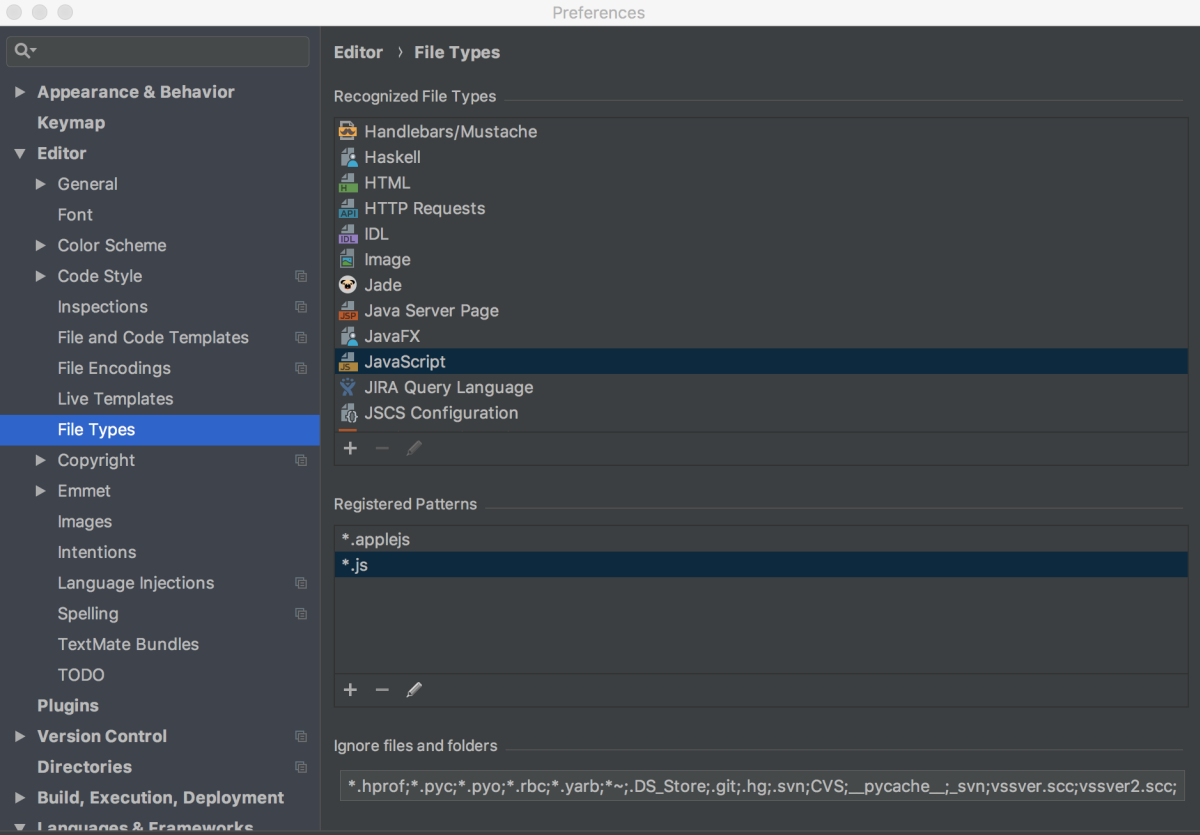 Preferences
Appearance & Behavior
Keymap
Editor
General
Font
Color Scheme
Code Style
Inspections
File and Code Templates
File Encodings
Live Templates
File Types
Copyright
Emmet
Images
Intentions
Language Injections
Spelling
TextMate Bundles
TODO
Plugins
Version Control
Directories
Build, Execution, Deployment
Languages & Frameworks
Editor › File Types
Recognized File Types
Handlebars/Mustache
Haskell
H HTML
API HTTP Requests
IDL IDL
Image
Jade
JSP Java Server Page
JavaFX
JS JavaScript
JIRA Query Language
{} JSCS Configuration
Registered Patterns
*.applejs
*.js
Ignore files and folders
*.hprof;*.pyc;*.pyo;*.rbc;*.yarb;*~;.DS_Store;.git;.hg;.svn;CVS;__pycache__;_svn;vssver.scc;vssver2.scc;